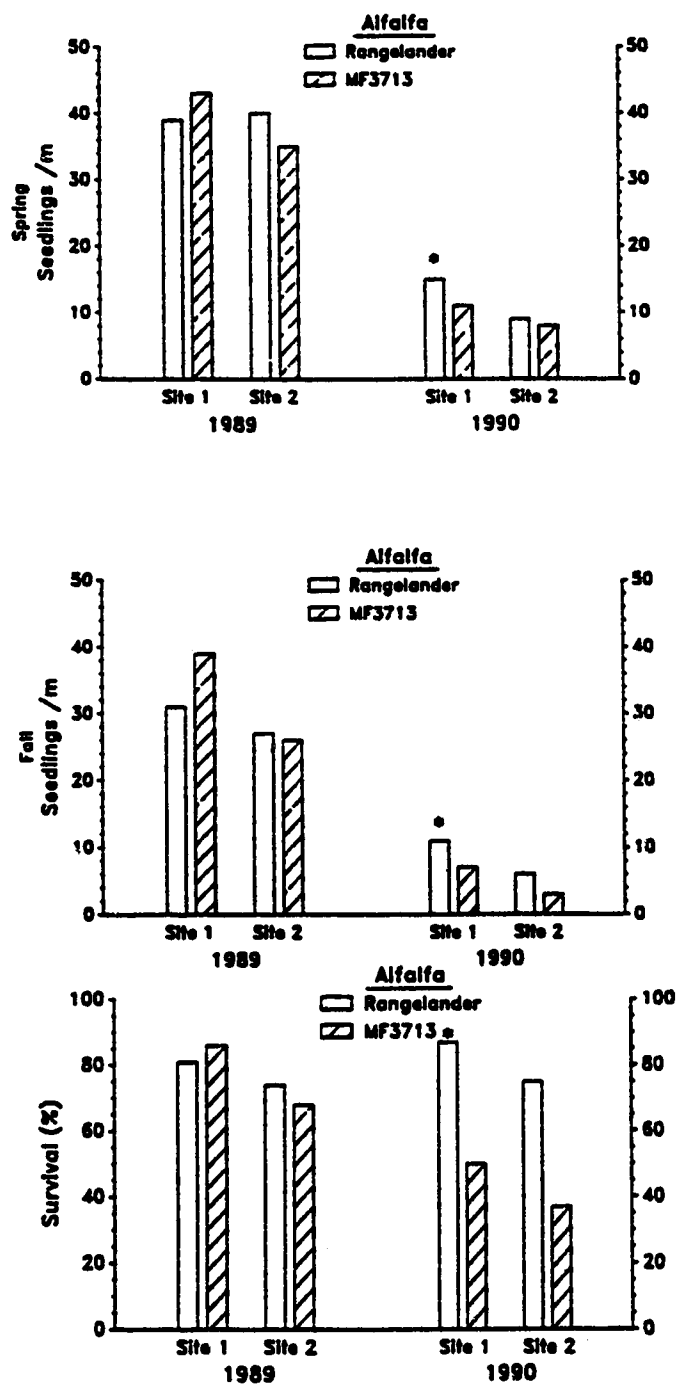 Alfalfa
Rangelander
MF3713
50 50
40 40
30 30
20 20
10 10
0 0
Spring
Seedlings /m
*
Site 1 Site 2 Site 1 Site 2
1989 1990
Alfalfa
Rangelander
MF3713
50 50
40 40
30 30
20 20
10 10
0 0
Fall
Seedlings /m
*
Site 1 Site 2 Site 1 Site 2
1989 1990
Alfalfa
Rangelander
MF3713 *
100 100
80 80
60 60
40 40
20 20
0 0
Survival (%)
Site 1 Site 2 Site 1 Site 2
1989 1990